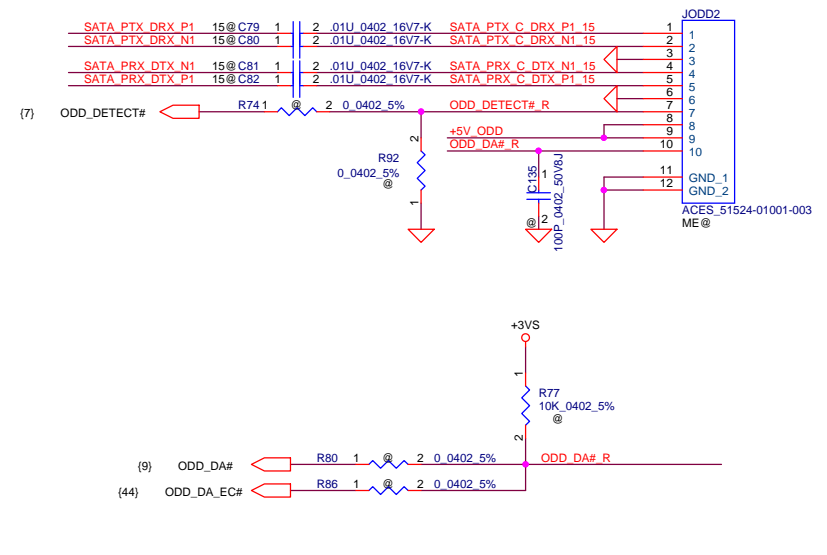 JODD2
SATA_PTX_DRX_P1 15@ C79 1 2 .01U_0402_16V7-K SATA_PTX_C_DRX_P1_15 1 1
SATA_PTX_DRX_N1 15@ C80 1 2 .01U_0402_16V7-K SATA_PTX_C_DRX_N1_15 2 2
3 3
SATA_PRX_DTX_N1 15@ C81 1 2 .01U_0402_16V7-K SATA_PRX_C_DTX_N1_15 4 4
SATA_PRX_DTX_P1 15@ C82 1 2 .01U_0402_16V7-K SATA_PRX_C_DTX_P1_15 5 5
6 6
{7} ODD_DETECT# R74 1 @ 2 0_0402_5% ODD_DETECT#_R 7 7
8 8
+5V_ODD 9 9
ODD_DA#_R 10 10
2
R92
0_0402_5%
@
1
C135
1
2
@
100P_0402_50V8J
11 GND_1
12 GND_2
ACES_51524-01001-003
ME@
+3VS
1
R77
10K_0402_5%
@
2
{9} ODD_DA# R80 1 @ 2 0_0402_5% ODD_DA#_R
{44} ODD_DA_EC# R86 1 @ 2 0_0402_5%